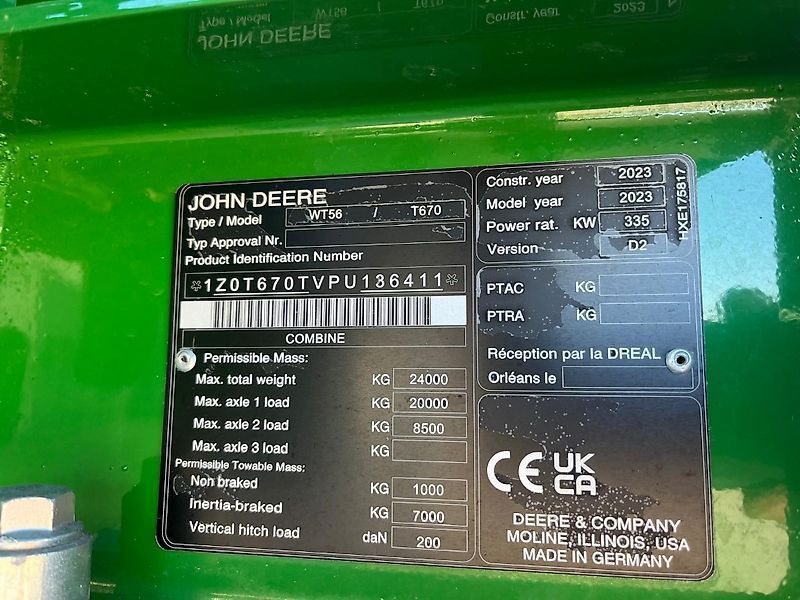 JOHN DEERE
Type / Model WT56 / T670
Typ Approval Nr.
Product Identification Number
*1Z0T670TVPU136411*
COMBINE
Permissible Mass:
Max. total weight KG 24000
Max. axle 1 load KG 20000
Max. axle 2 load KG 8500
Max. axle 3 load KG
Permissible Towable Mass:
Non braked KG 1000
Inertia-braked KG 7000
Vertical hitch load daN 200
Constr. year 2023
Model year 2023
Power rat. KW 335
Version D2
HXE175817
PTAC KG
PTRA KG
Réception par la DREAL
Orléans le
CE UK CA
DEERE & COMPANY
MOLINE, ILLINOIS, USA
MADE IN GERMANY